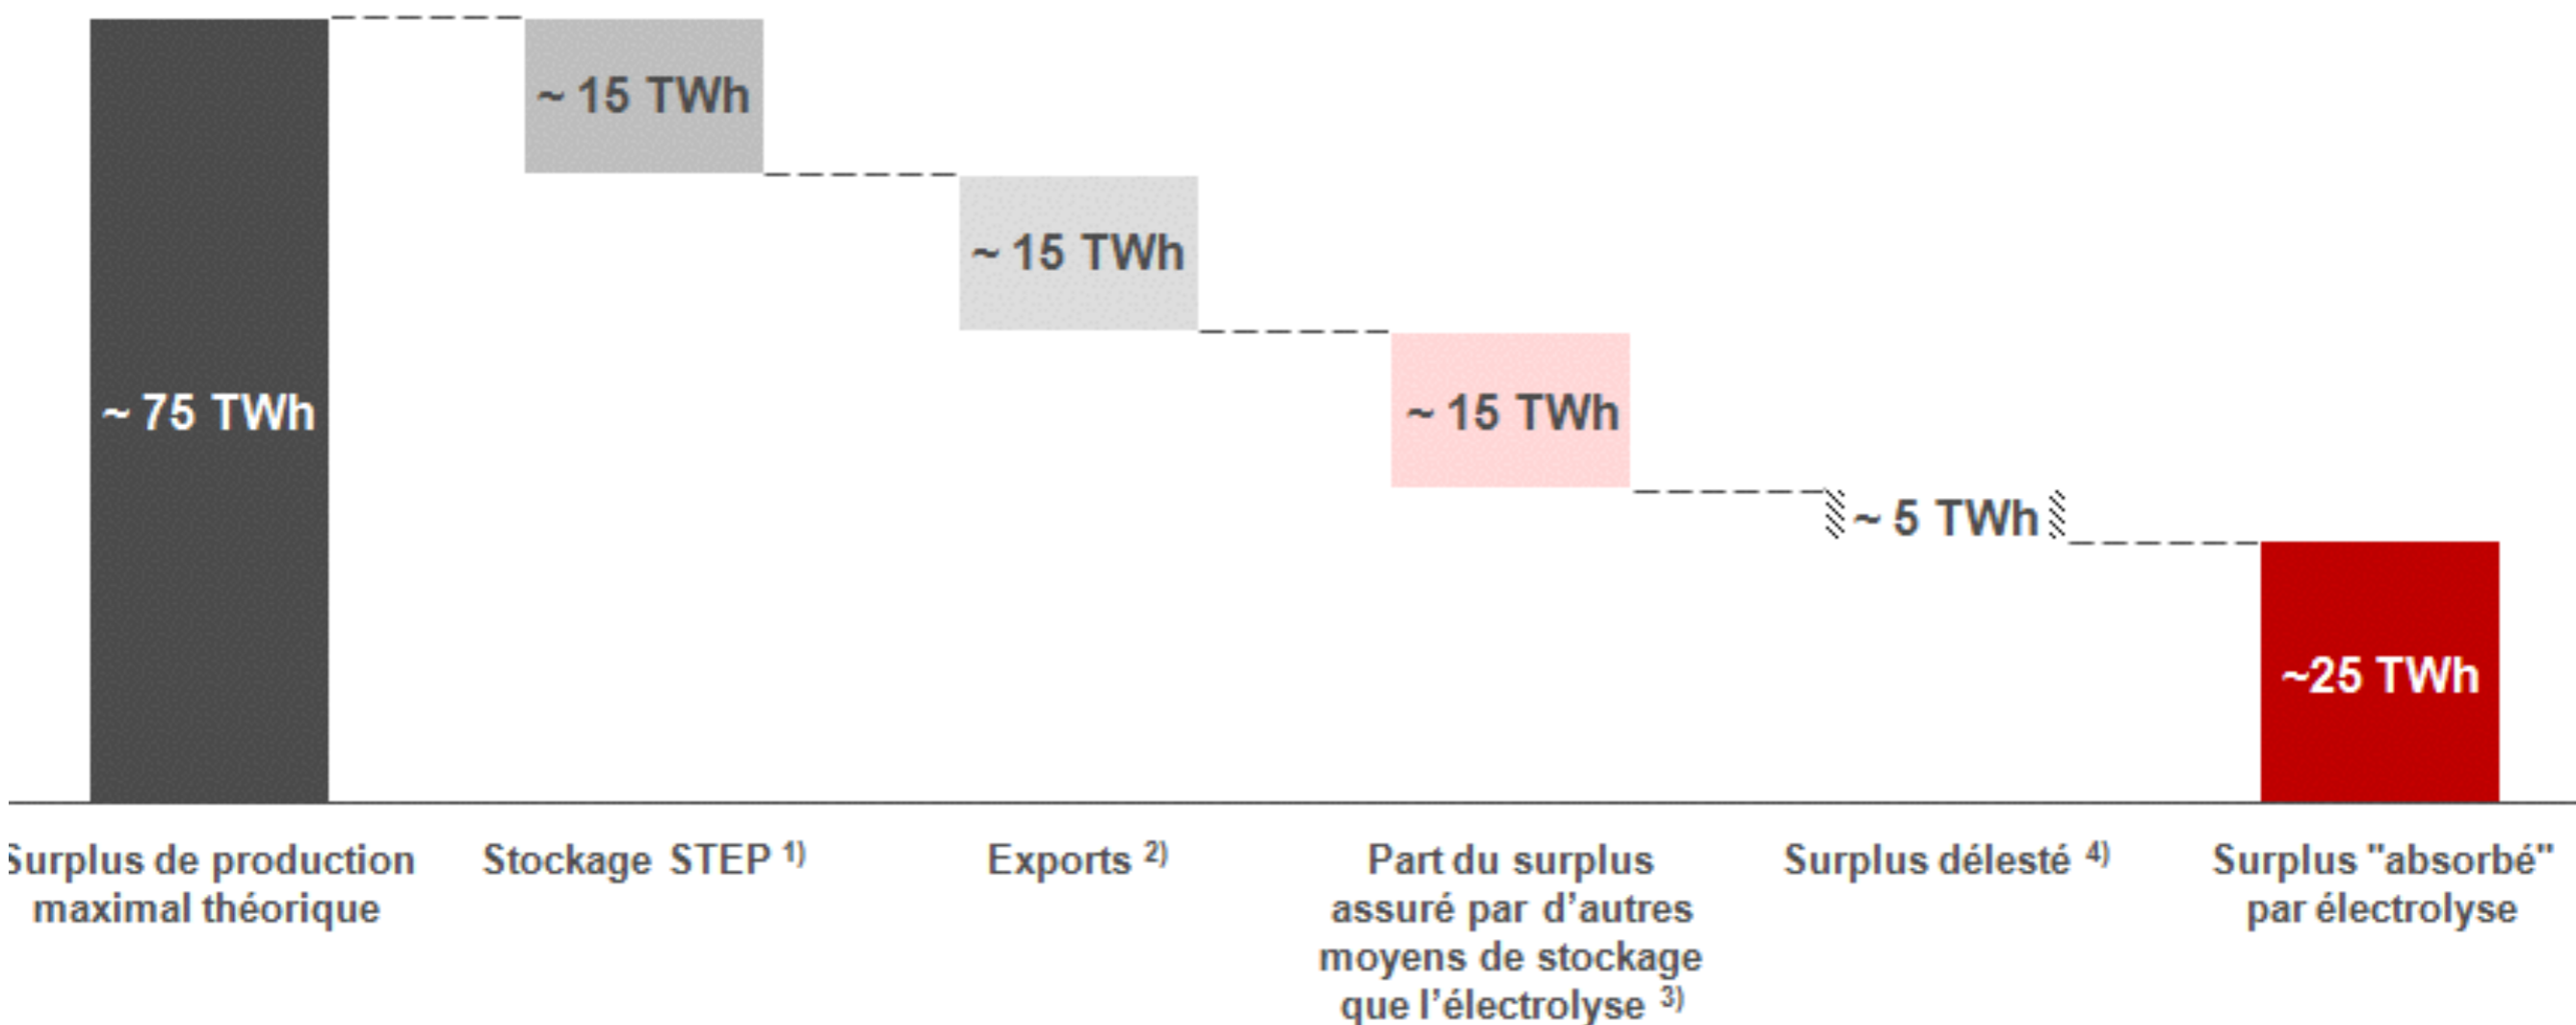 ~ 75 TWh
~ 15 TWh
~ 15 TWh
~ 15 TWh
~ 5 TWh
~25 TWh
Surplus de production
maximal théorique
Stockage STEP 1)
Exports 2)
Part du surplus
assuré par d’autres
moyens de stockage
que l’électrolyse 3)
Surplus délesté 4)
Surplus "absorbé"
par électrolyse